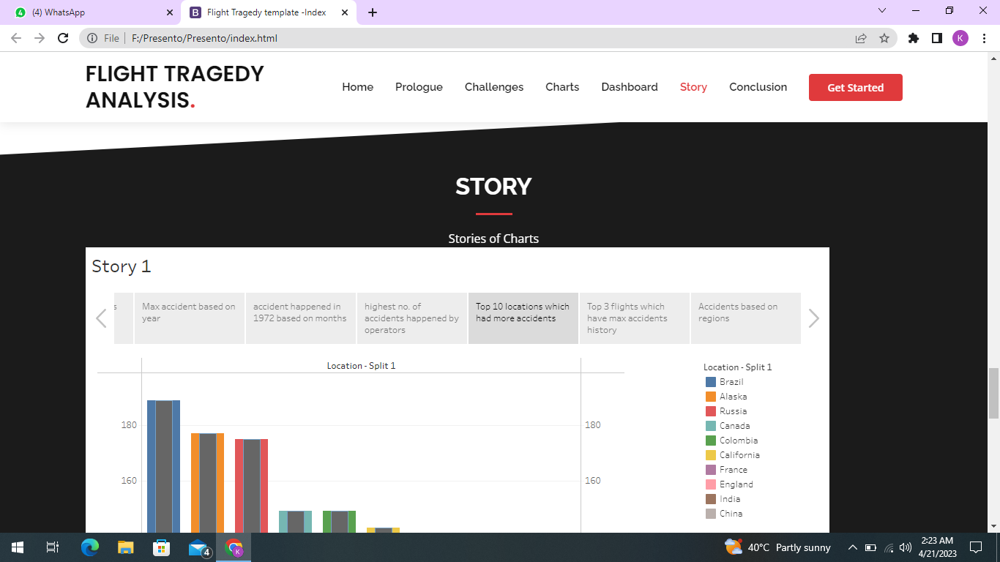 4
(4) WhatsApp
B
Flight Tragedy template -Index
File
F:/Presento/Presento/index.html
K
FLIGHT TRAGEDY
ANALYSIS.
Home
Prologue
Challenges
Charts
Dashboard
Story
Conclusion
Get Started
STORY
Stories of Charts
Story 1
s
Max accident based on
year
accident happened in
1972 based on months
highest no. of
accidents happened by
operators
Top 10 locations which
had more accidents
Top 3 flights which
have max accidents
history
Accidents based on
regions
Location - Split 1
180
160
180
160
Location - Split 1
Brazil
Alaska
Russia
Canada
Colombia
California
France
England
India
China
4
K
40°C Partly sunny
2:23 AM
4/21/2023